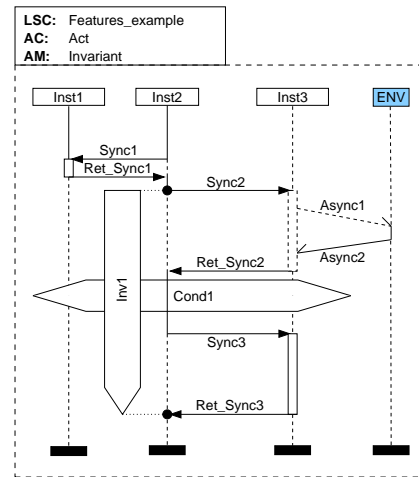 LSC: Features_example
AC: Act
AM: Invariant
Inst1 Inst2 Inst3 ENV
Sync1
Ret_Sync1
Sync2
Async1
Async2
Ret_Sync2
Inv1
Cond1
Sync3
Ret_Sync3